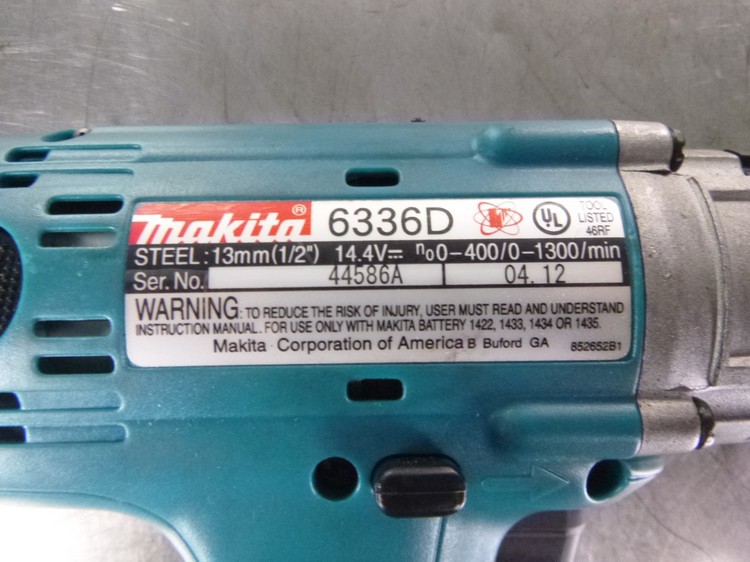 makita® 6336D UL TOOL LISTED 46RF
STEEL: 13mm(1/2") 14.4V⎓ n₀0-400/0-1300/min
Ser. No. 44586A 04. 12
WARNING: TO REDUCE THE RISK OF INJURY, USER MUST READ AND UNDERSTAND
INSTRUCTION MANUAL. FOR USE ONLY WITH MAKITA BATTERY 1422, 1433, 1434 OR 1435.
Makita Corporation of America B Buford GA 852652B1